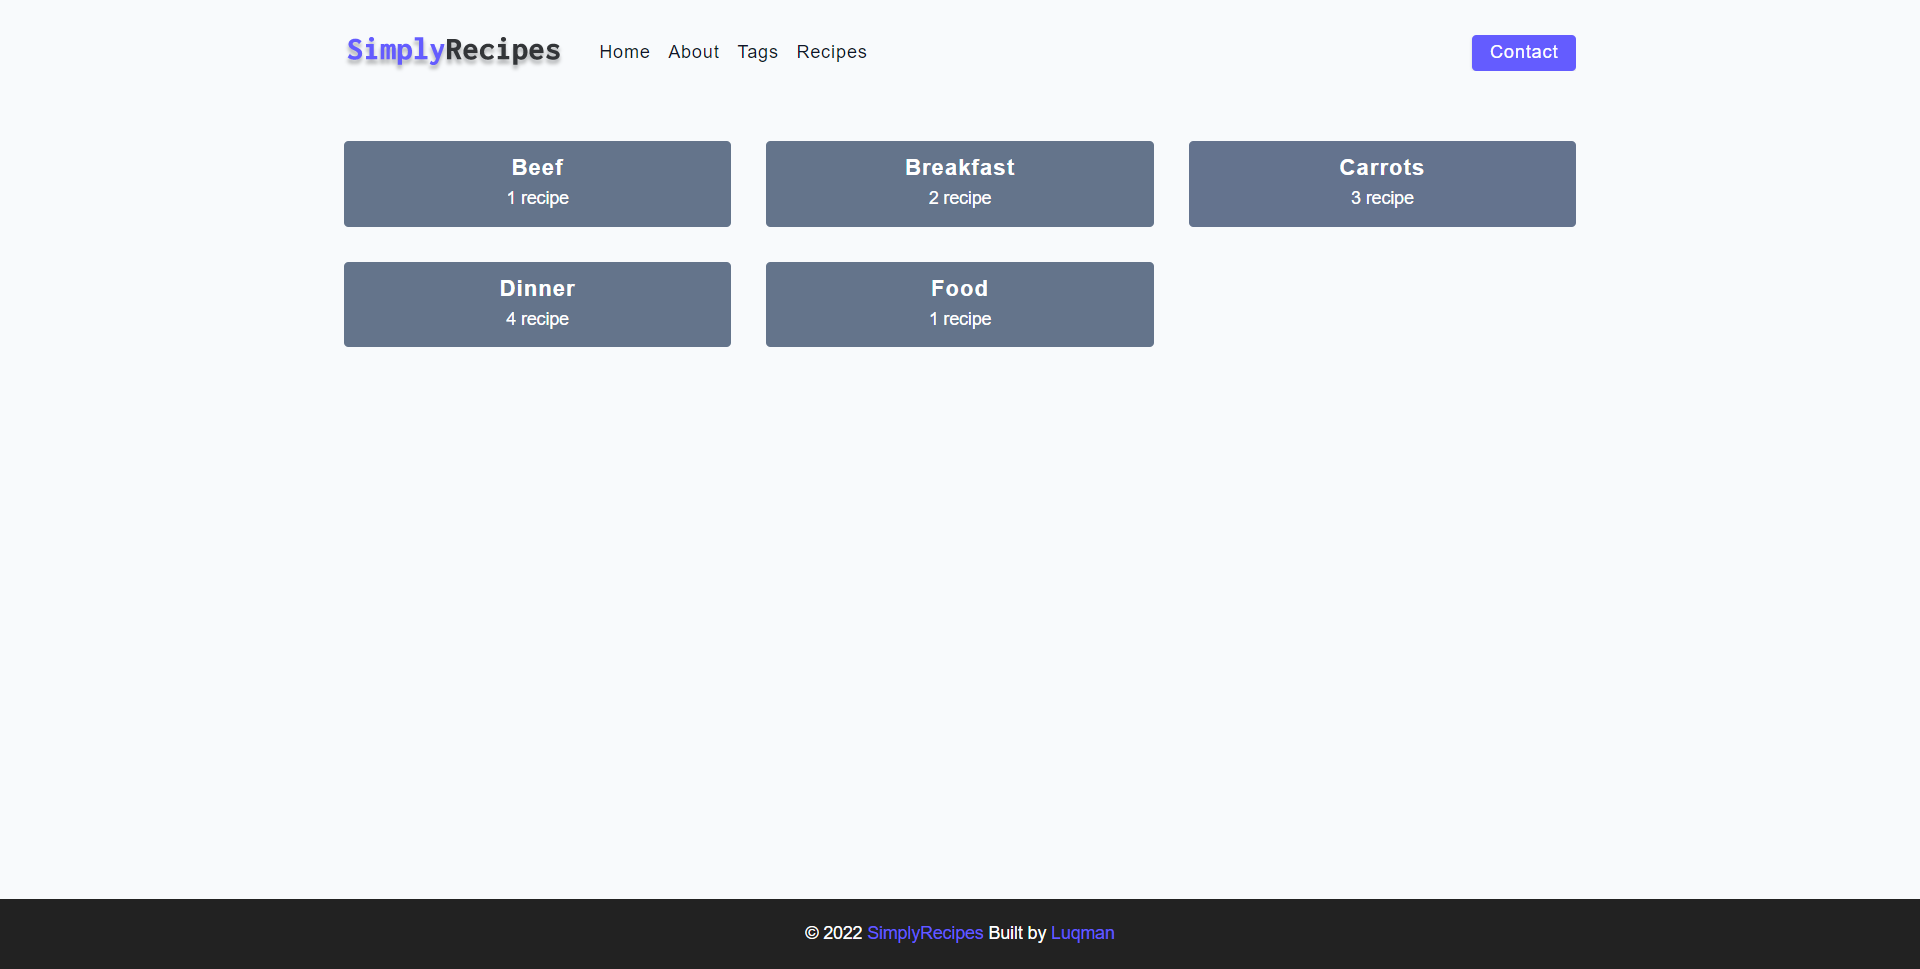 SimplyRecipes
Home About Tags Recipes
Contact
Beef
1 recipe
Breakfast
2 recipe
Carrots
3 recipe
Dinner
4 recipe
Food
1 recipe
© 2022 SimplyRecipes Built by Luqman